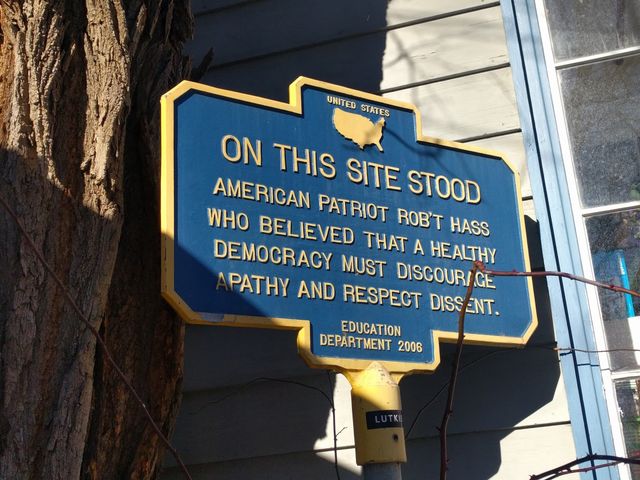 UNITED STATES
ON THIS SITE STOOD
AMERICAN PATRIOT ROB'T HASS
WHO BELIEVED THAT A HEALTHY
DEMOCRACY MUST DISCOURAGE
APATHY AND RESPECT DISSENT.
EDUCATION
DEPARTMENT 2006